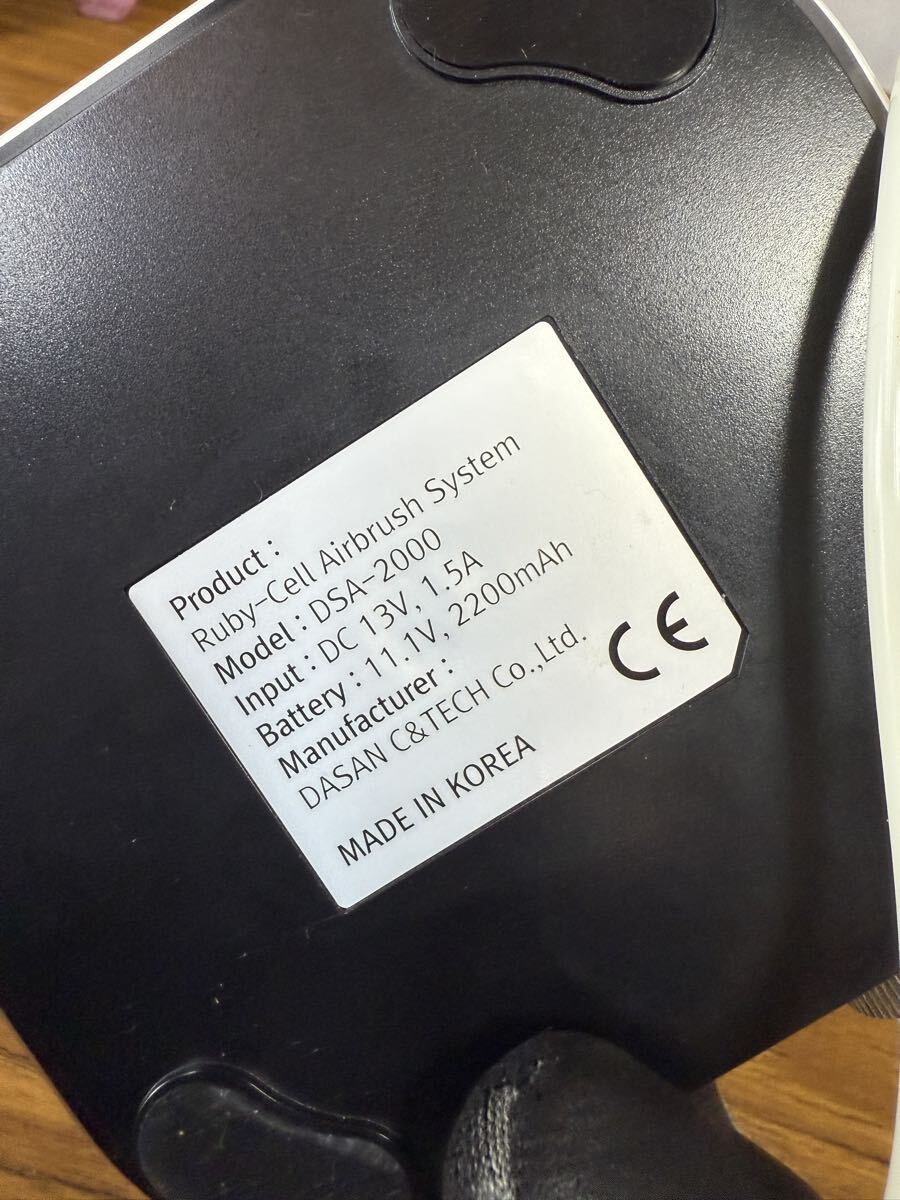 Product :
Ruby-Cell Airbrush System
Model : DSA-2000
Input : DC 13V, 1.5A
Battery : 11.1V, 2200mAh
Manufacturer :
DASAN C&TECH Co.,Ltd.
MADE IN KOREA
CE